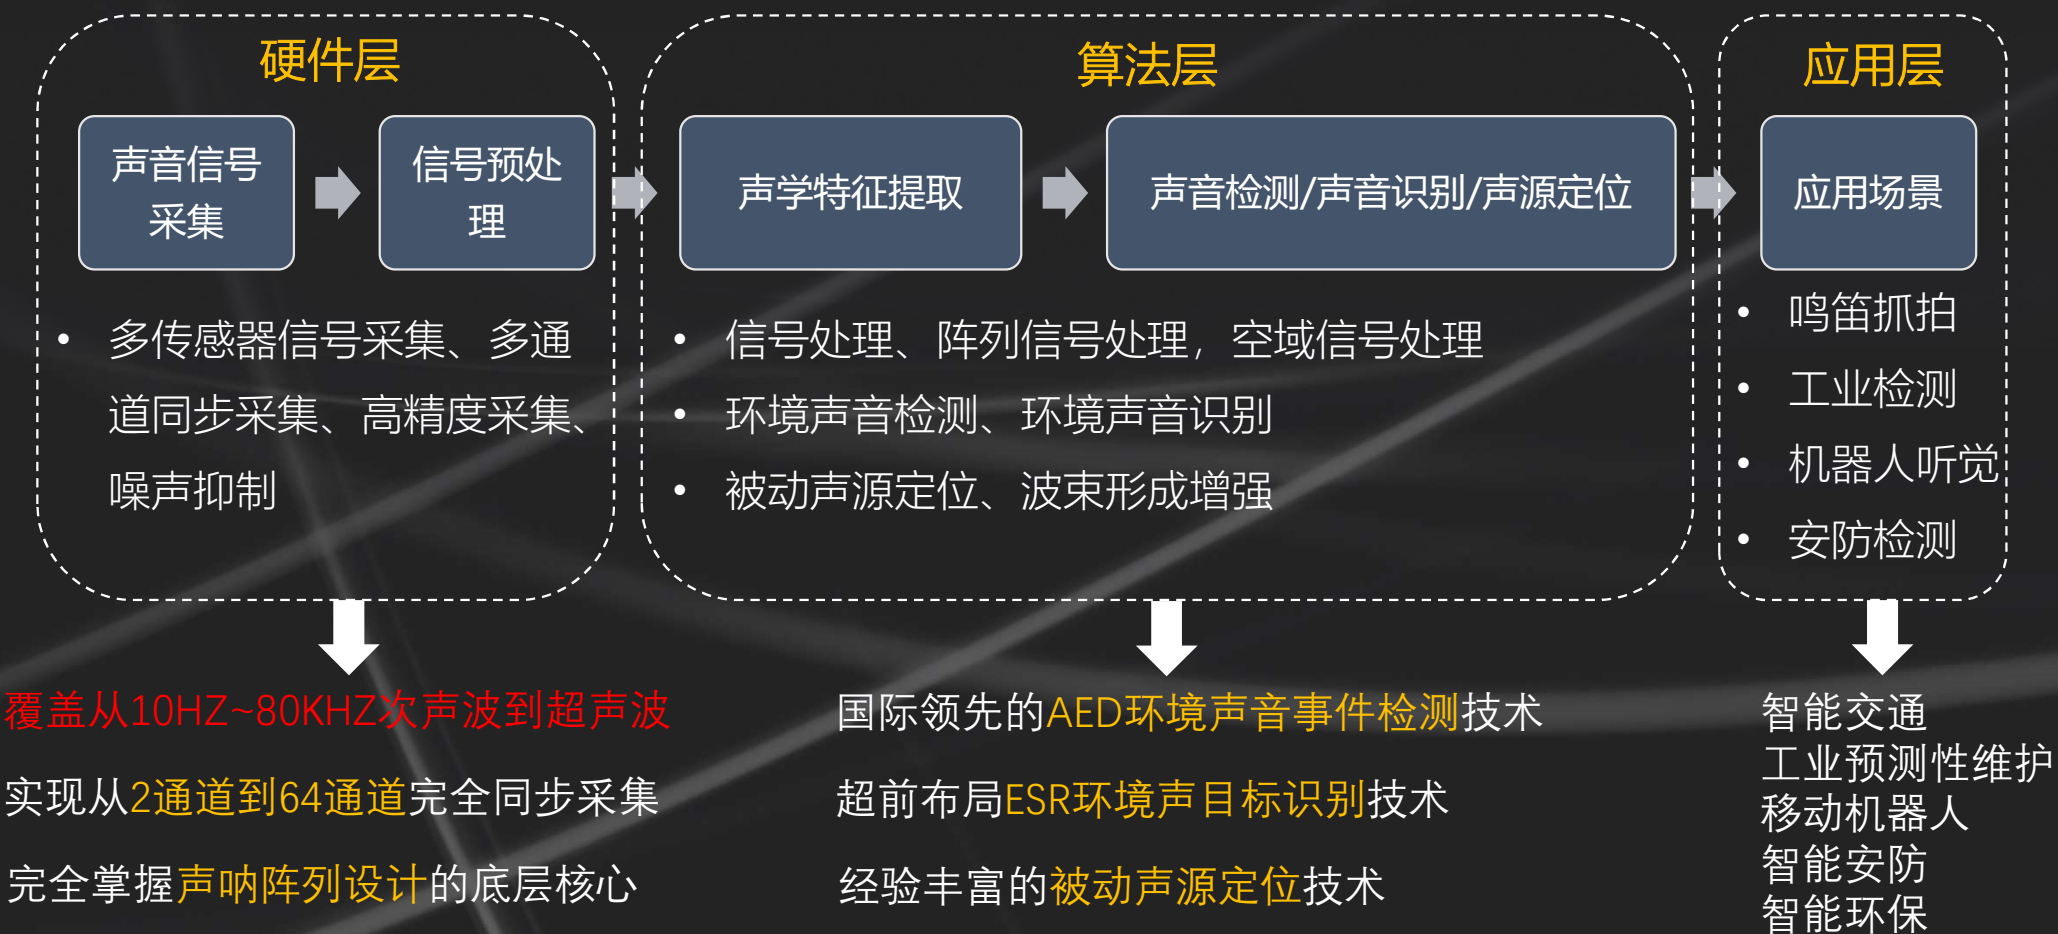 硬件层
声音信号
采集
信号预处
理
• 多传感器信号采集、多通
道同步采集、高精度采集、
噪声抑制
覆盖从10HZ~80KHZ次声波到超声波
实现从2通道到64通道完全同步采集
完全掌握声呐阵列设计的底层核心
算法层
声学特征提取
声音检测/声音识别/声源定位
• 信号处理、阵列信号处理，空域信号处理
• 环境声音检测、环境声音识别
• 被动声源定位、波束形成增强
国际领先的AED环境声音事件检测技术
超前布局ESR环境声目标识别技术
经验丰富的被动声源定位技术
应用层
应用场景
• 鸣笛抓拍
• 工业检测
• 机器人听觉
• 安防检测
智能交通
工业预测性维护
移动机器人
智能安防
智能环保